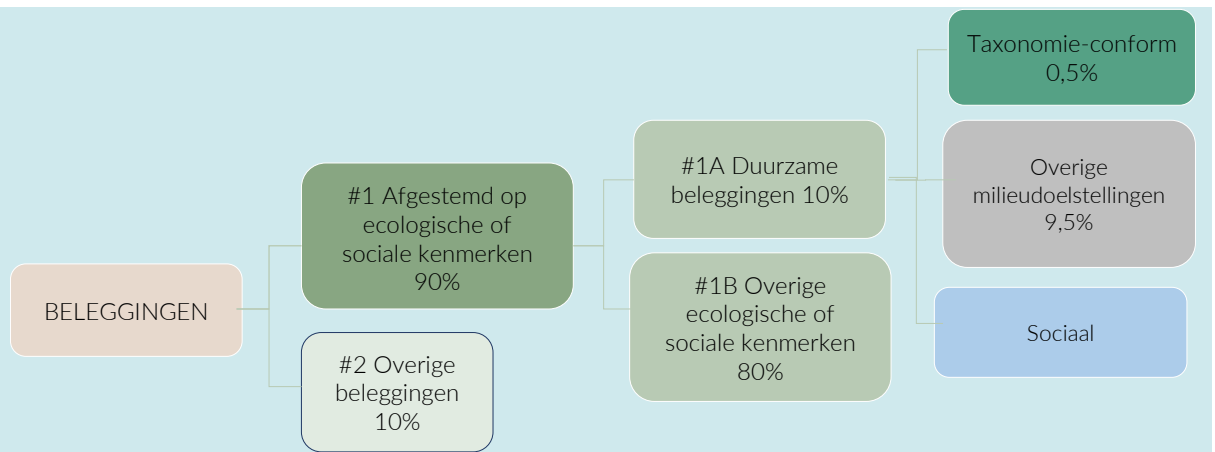 BELEGGINGEN
#1 Afgestemd op
ecologische of
sociale kenmerken
90%
#2 Overige
beleggingen
10%
#1A Duurzame
beleggingen 10%
#1B Overige
ecologische of
sociale kenmerken
80%
Taxonomie-conform
0,5%
Overige
milieudoelstellingen
9,5%
Sociaal